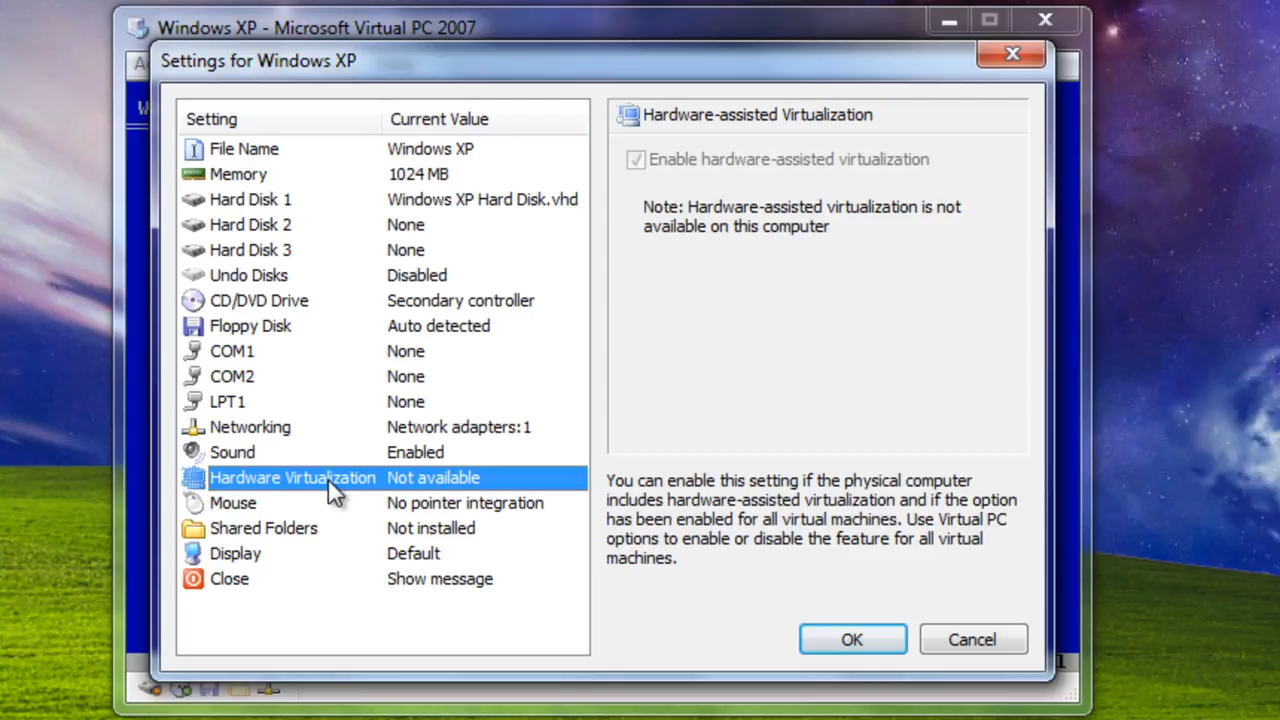 Windows XP - Microsoft Virtual PC 2007
Settings for Windows XP
Setting Current Value
File Name Windows XP
Memory 1024 MB
Hard Disk 1 Windows XP Hard Disk.vhd
Hard Disk 2 None
Hard Disk 3 None
Undo Disks Disabled
CD/DVD Drive Secondary controller
Floppy Disk Auto detected
COM1 None
COM2 None
LPT1 None
Networking Network adapters:1
Sound Enabled
Hardware Virtualization Not available
Mouse No pointer integration
Shared Folders Not installed
Display Default
Close Show message
Hardware-assisted Virtualization
Enable hardware-assisted virtualization
Note: Hardware-assisted virtualization is not
available on this computer
You can enable this setting if the physical computer
includes hardware-assisted virtualization and if the option
has been enabled for all virtual machines. Use Virtual PC
options to enable or disable the feature for all virtual
machines.
OK Cancel